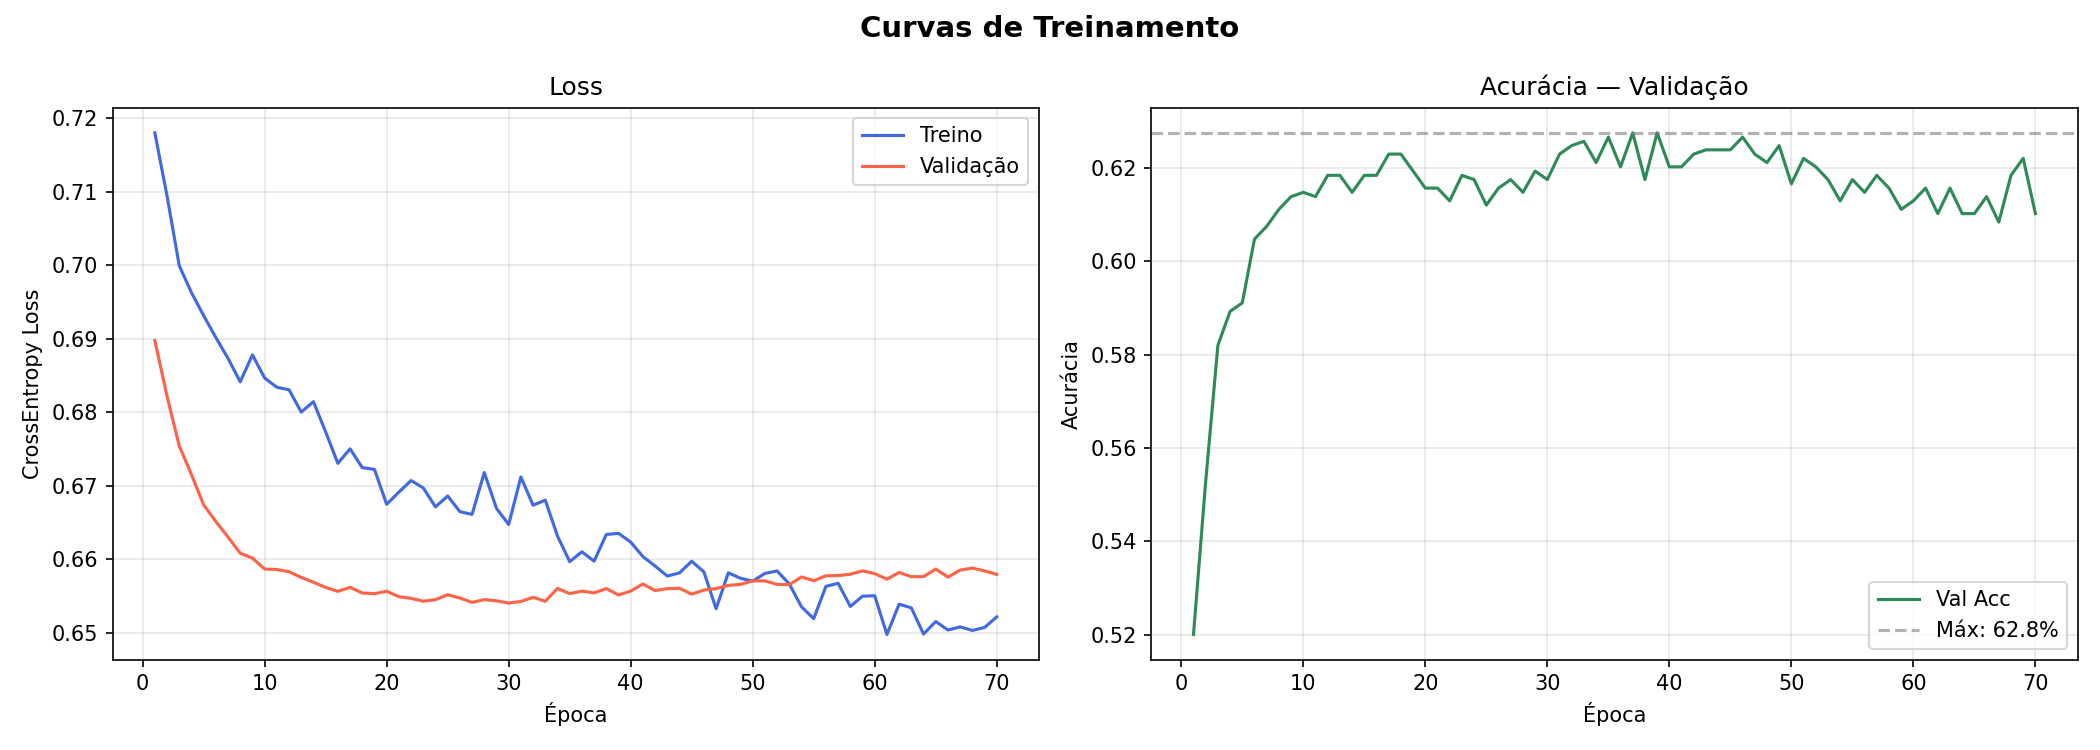 Curvas de Treinamento
Loss
CrossEntropy Loss
0.72
0.71
0.70
0.69
0.68
0.67
0.66
0.65
0 10 20 30 40 50 60 70
Época
Treino
Validação
Acurácia — Validação
Acurácia
0.62
0.60
0.58
0.56
0.54
0.52
0 10 20 30 40 50 60 70
Época
Val Acc
Máx: 62.8%